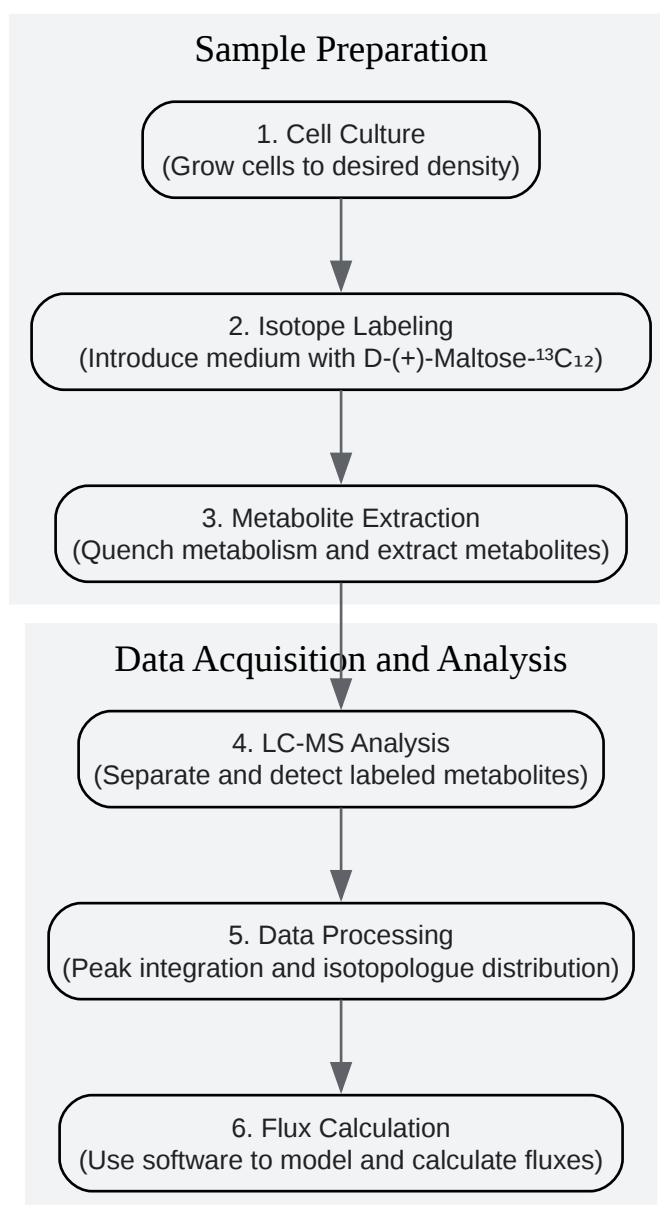 Sample Preparation
1. Cell Culture
(Grow cells to desired density)
2. Isotope Labeling
(Introduce medium with D-(+)-Maltose-¹³C₁₂)
3. Metabolite Extraction
(Quench metabolism and extract metabolites)
Data Acquisition and Analysis
4. LC-MS Analysis
(Separate and detect labeled metabolites)
5. Data Processing
(Peak integration and isotopologue distribution)
6. Flux Calculation
(Use software to model and calculate fluxes)